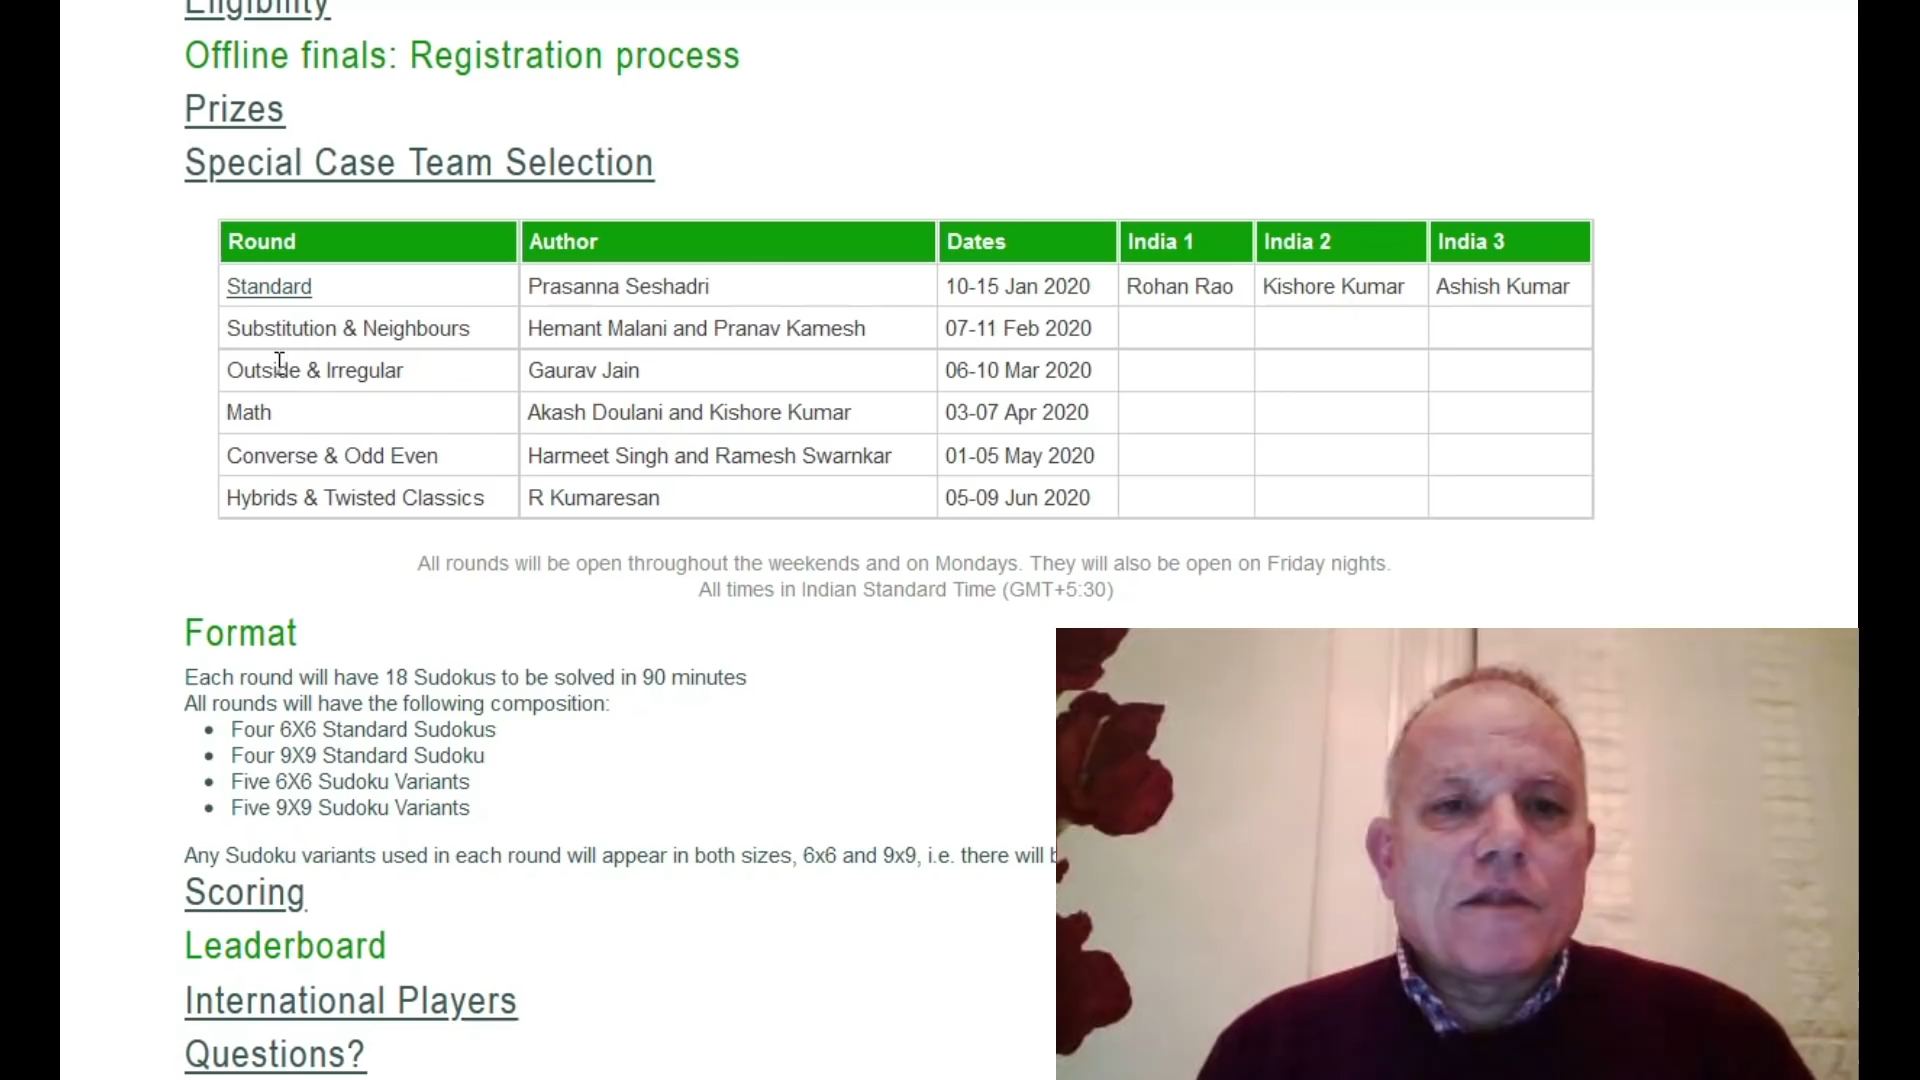 Eligibility
Offline finals: Registration process
Prizes
Special Case Team Selection
Round Author Dates India 1 India 2 India 3
Standard Prasanna Seshadri 10-15 Jan 2020 Rohan Rao Kishore Kumar Ashish Kumar
Substitution & Neighbours Hemant Malani and Pranav Kamesh 07-11 Feb 2020
Outside & Irregular Gaurav Jain 06-10 Mar 2020
Math Akash Doulani and Kishore Kumar 03-07 Apr 2020
Converse & Odd Even Harmeet Singh and Ramesh Swarnkar 01-05 May 2020
Hybrids & Twisted Classics R Kumaresan 05-09 Jun 2020
All rounds will be open throughout the weekends and on Mondays. They will also be open on Friday nights.
All times in Indian Standard Time (GMT+5:30)
Format
Each round will have 18 Sudokus to be solved in 90 minutes
All rounds will have the following composition:
• Four 6X6 Standard Sudokus
• Four 9X9 Standard Sudoku
• Five 6X6 Sudoku Variants
• Five 9X9 Sudoku Variants
Any Sudoku variants used in each round will appear in both sizes, 6x6 and 9x9, i.e. there will
Scoring
Leaderboard
International Players
Questions?